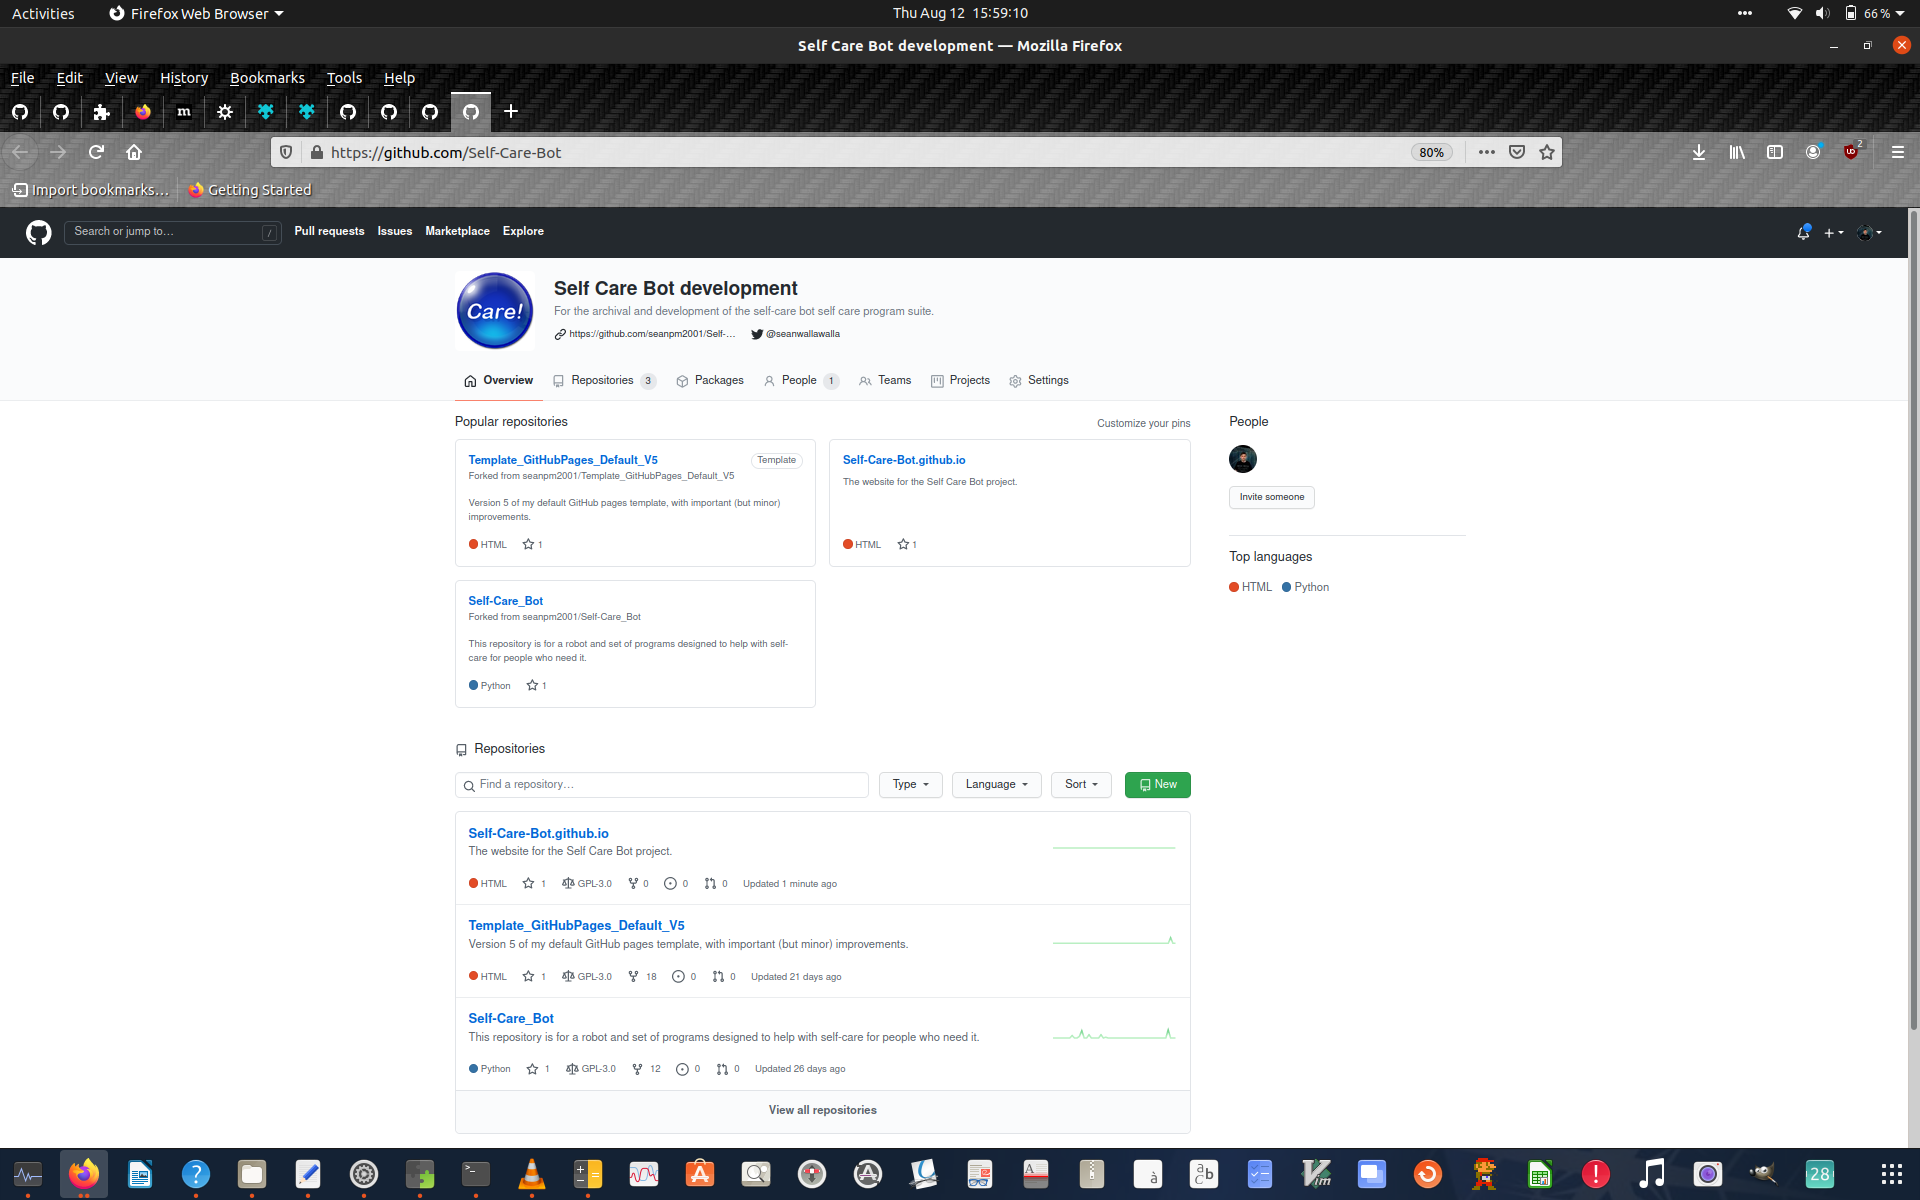 Activities Firefox Web Browser Thu Aug 12 15:59:10 66 %
Self Care Bot development — Mozilla Firefox
File Edit View History Bookmarks Tools Help
m
https://github.com/Self-Care-Bot 80% 2
Import bookmarks… Getting Started
Search or jump to… / Pull requests Issues Marketplace Explore
Care!
Self Care Bot development
For the archival and development of the self-care bot self care program suite.
https://github.com/seanpm2001/Self-… @seanwallawalla
Overview Repositories 3 Packages People 1 Teams Projects Settings
Popular repositories Customize your pins
Template_GitHubPages_Default_V5 Template
Forked from seanpm2001/Template_GitHubPages_Default_V5
Version 5 of my default GitHub pages template, with important (but minor)
improvements.
HTML 1
Self-Care-Bot.github.io
The website for the Self Care Bot project.
HTML 1
Self-Care_Bot
Forked from seanpm2001/Self-Care_Bot
This repository is for a robot and set of programs designed to help with self-
care for people who need it.
Python 1
People
Invite someone
Top languages
HTML Python
Repositories
Find a repository… Type Language Sort New
Self-Care-Bot.github.io
The website for the Self Care Bot project.
HTML 1 GPL-3.0 0 0 0 Updated 1 minute ago
Template_GitHubPages_Default_V5
Version 5 of my default GitHub pages template, with important (but minor) improvements.
HTML 1 GPL-3.0 18 0 0 Updated 21 days ago
Self-Care_Bot
This repository is for a robot and set of programs designed to help with self-care for people who need it.
Python 1 GPL-3.0 12 0 0 Updated 26 days ago
View all repositories
28